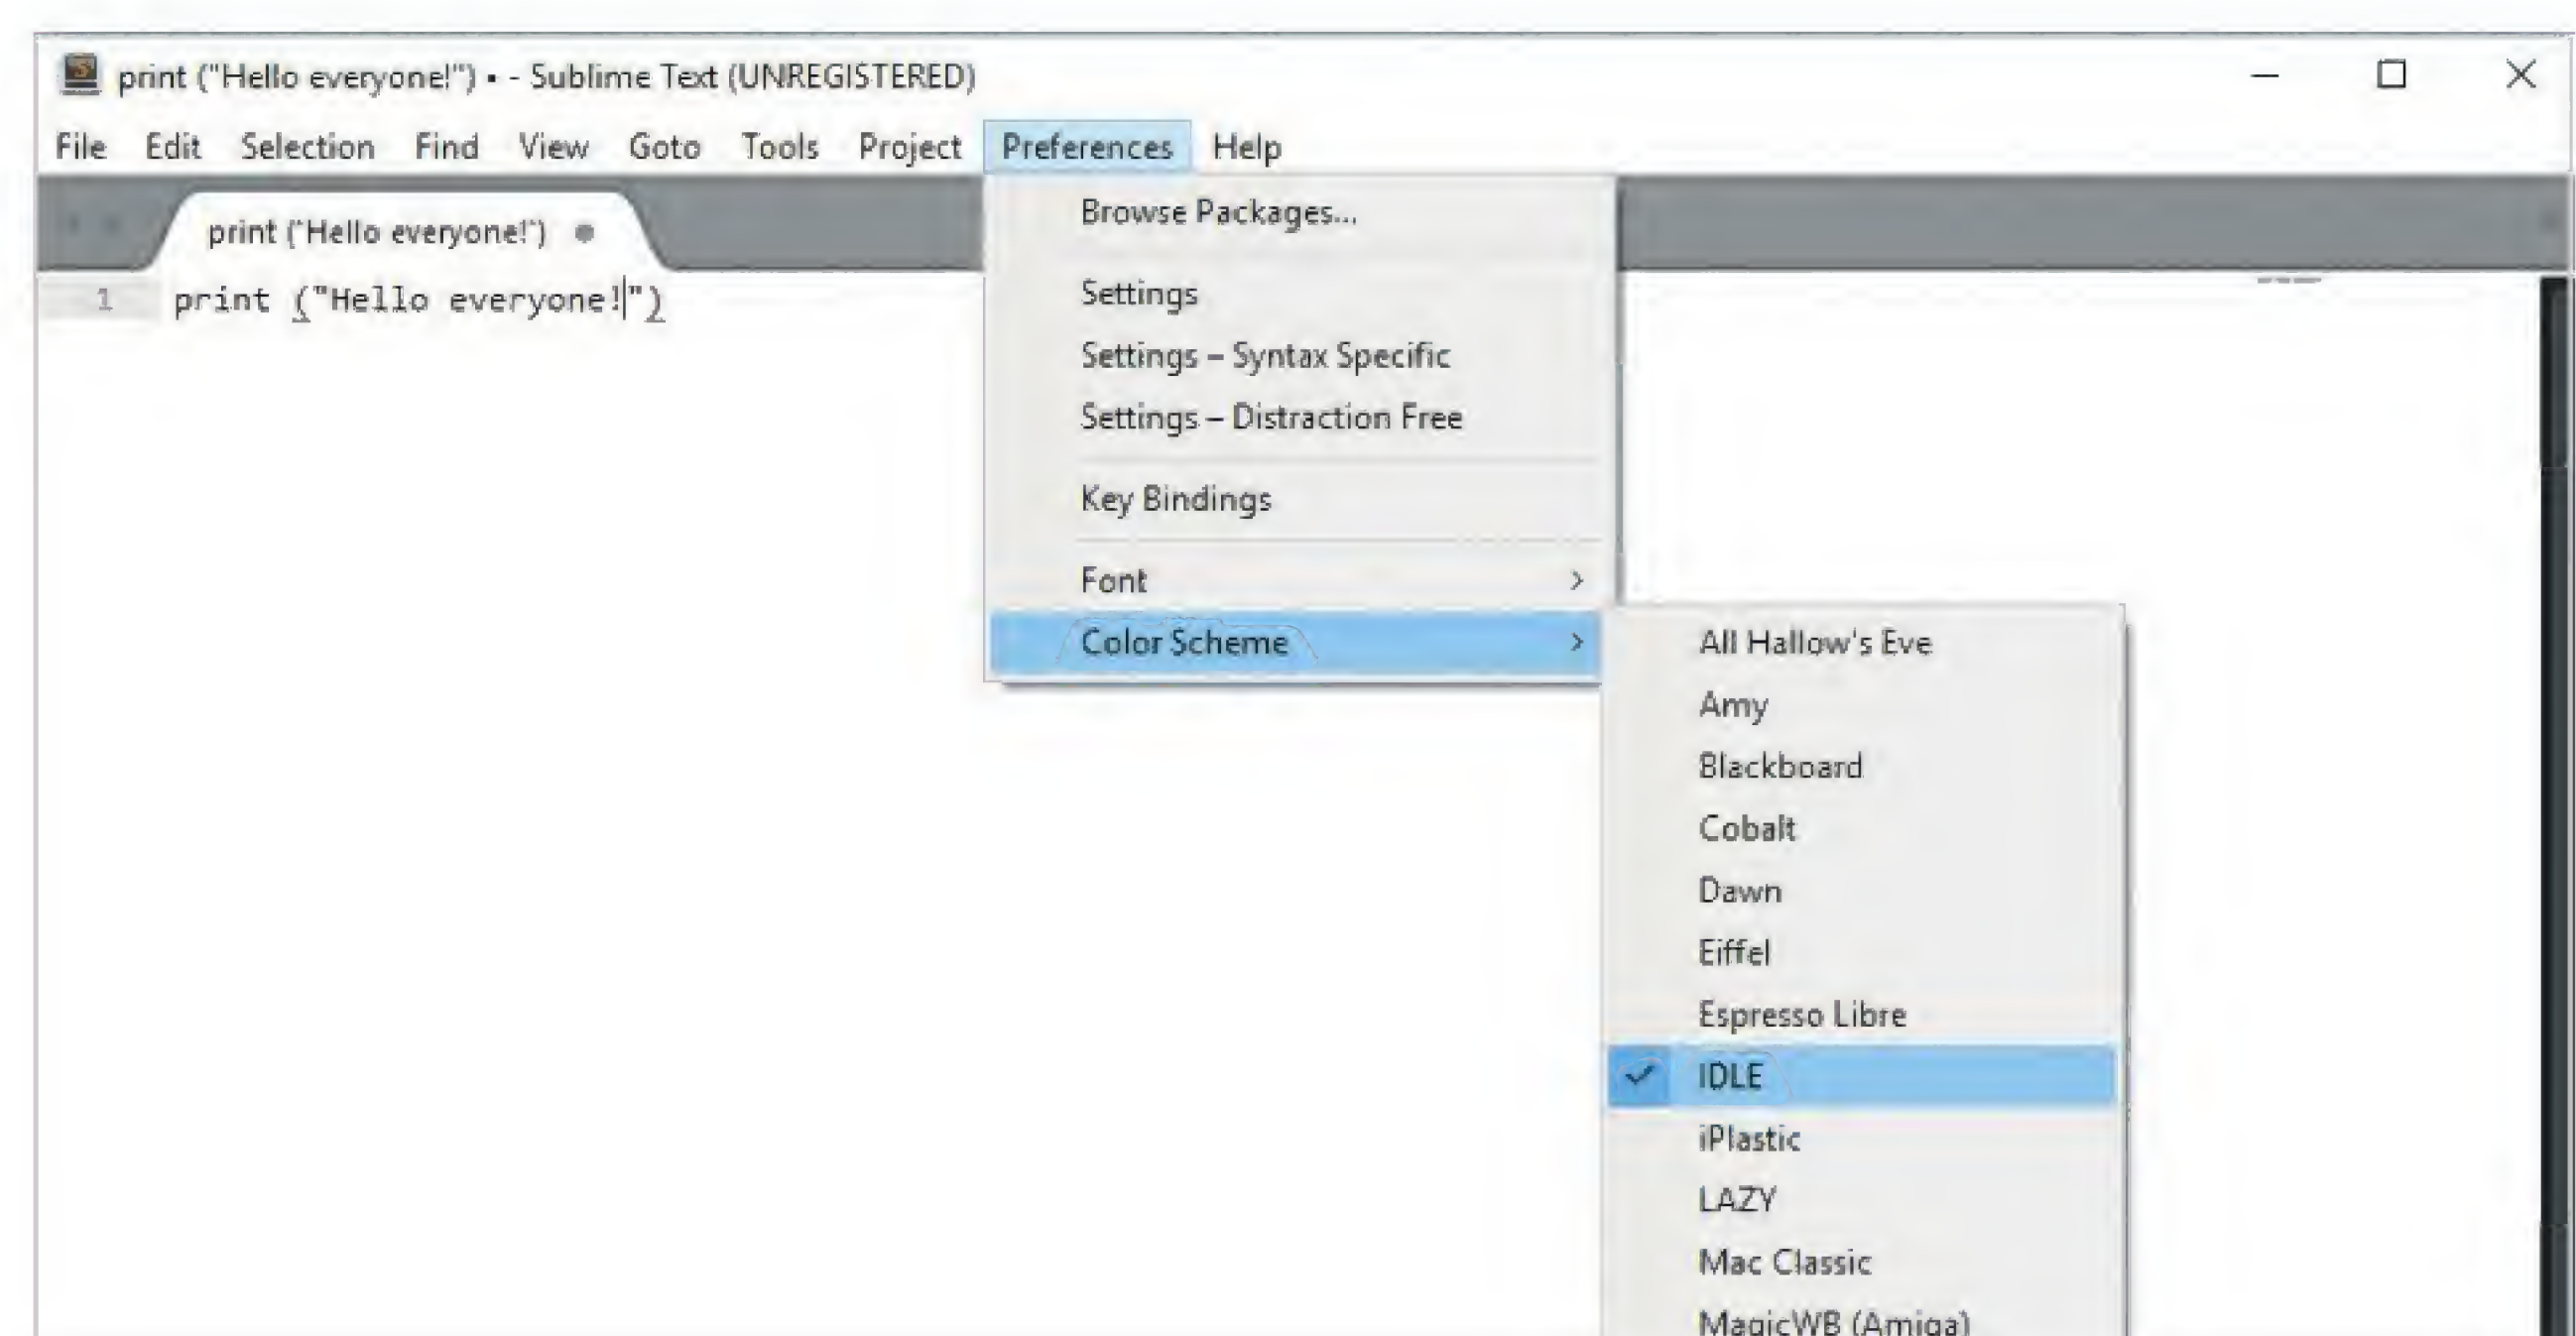 print ("Hello everyone!") • - Sublime Text (UNREGISTERED)
File Edit Selection Find View Goto Tools Project Preferences Help
print ("Hello everyone!")
1 print ("Hello everyone!")
Browse Packages...
Settings
Settings – Syntax Specific
Settings – Distraction Free
Key Bindings
Font
Color Scheme
All Hallow's Eve
Amy
Blackboard
Cobalt
Dawn
Eiffel
Espresso Libre
IDLE
iPlastic
LAZY
Mac Classic
MagicWB (Amiga)